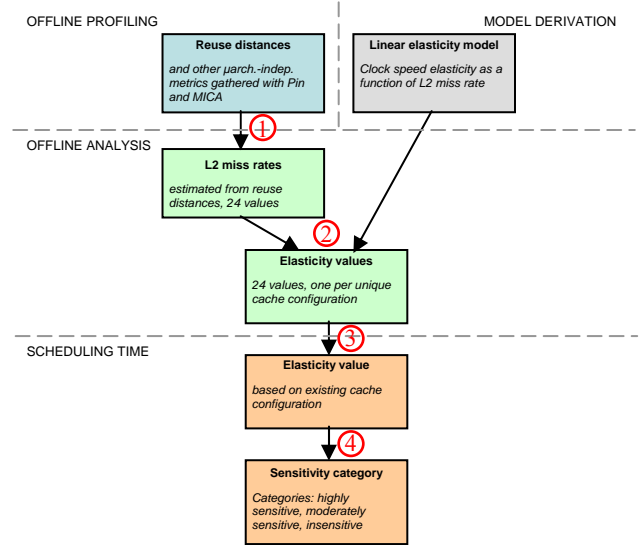 OFFLINE PROFILING
MODEL DERIVATION
Reuse distances
and other µarch.-indep.
metrics gathered with Pin
and MICA
Linear elasticity model
Clock speed elasticity as a
function of L2 miss rate
1
OFFLINE ANALYSIS
L2 miss rates
estimated from reuse
distances, 24 values
2
Elasticity values
24 values, one per unique
cache configuration
3
SCHEDULING TIME
Elasticity value
based on existing cache
configuration
4
Sensitivity category
Categories: highly
sensitive, moderately
sensitive, insensitive